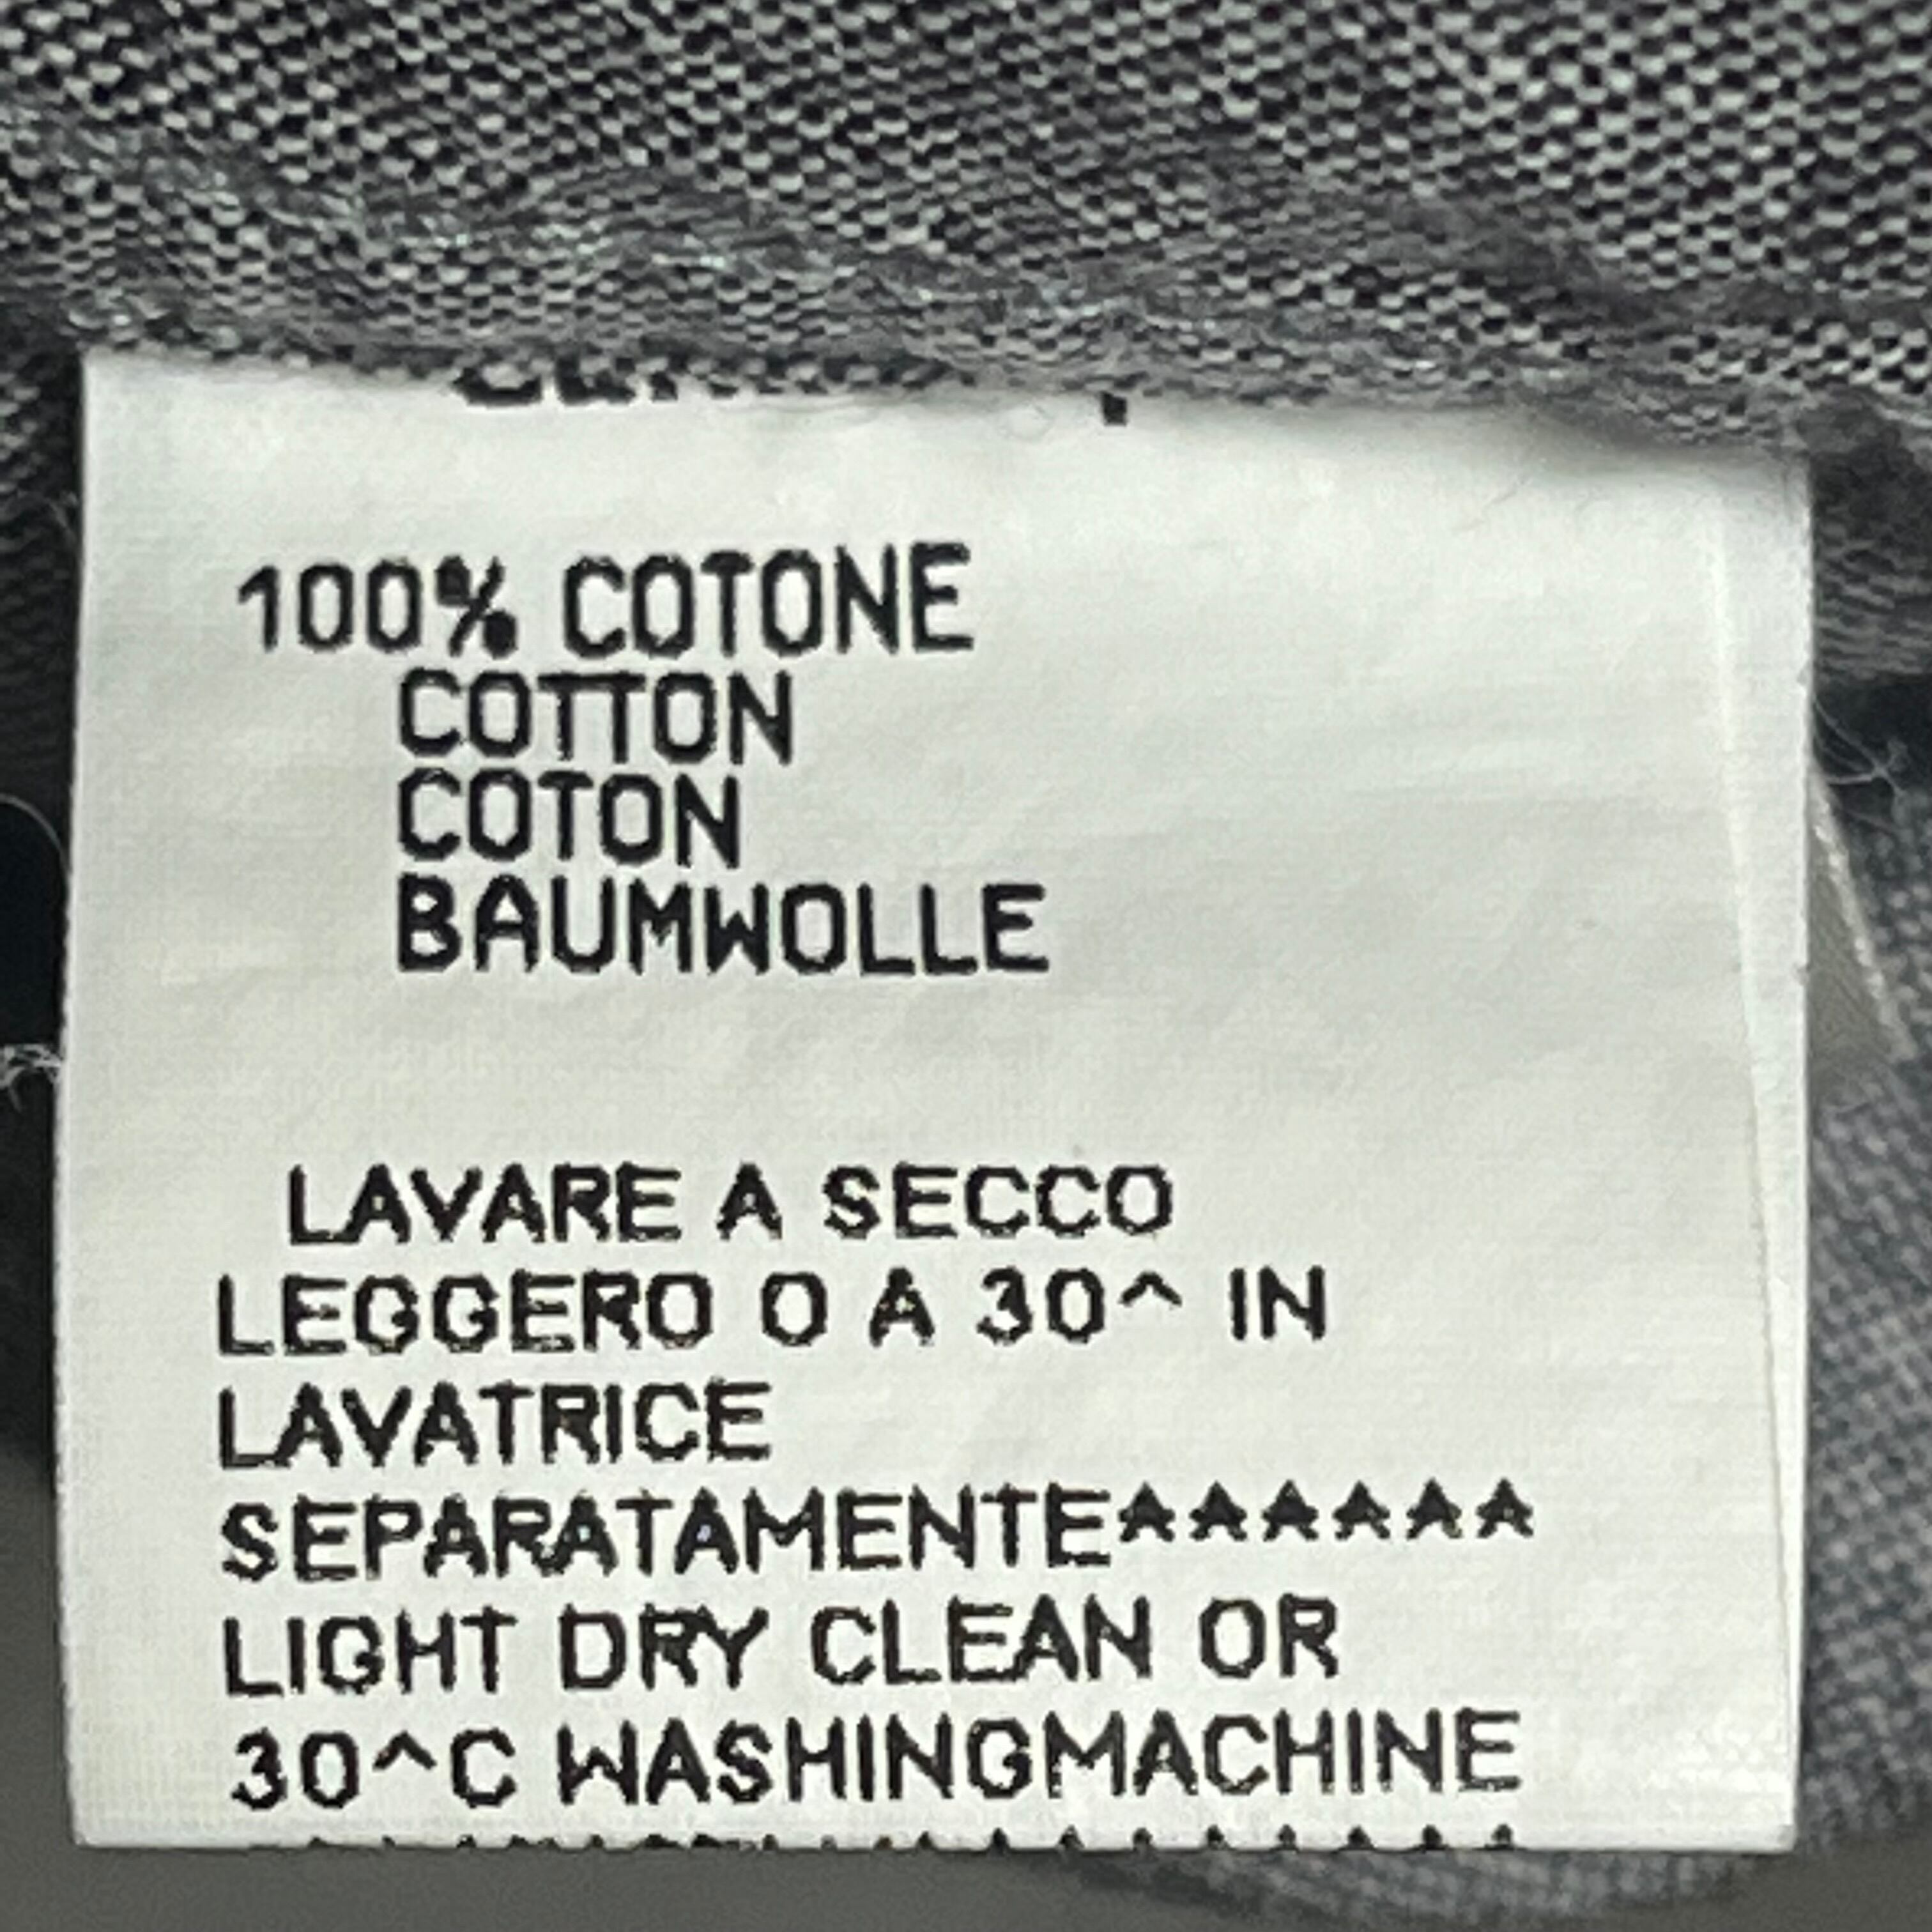 100% COTONE
COTTON
COTON
BAUMWOLLE
LAVARE A SECCO
LEGGERO O A 30^ IN
LAVATRICE
SEPARATAMENTE******
LIGHT DRY CLEAN OR
30^C WASHINGMACHINE